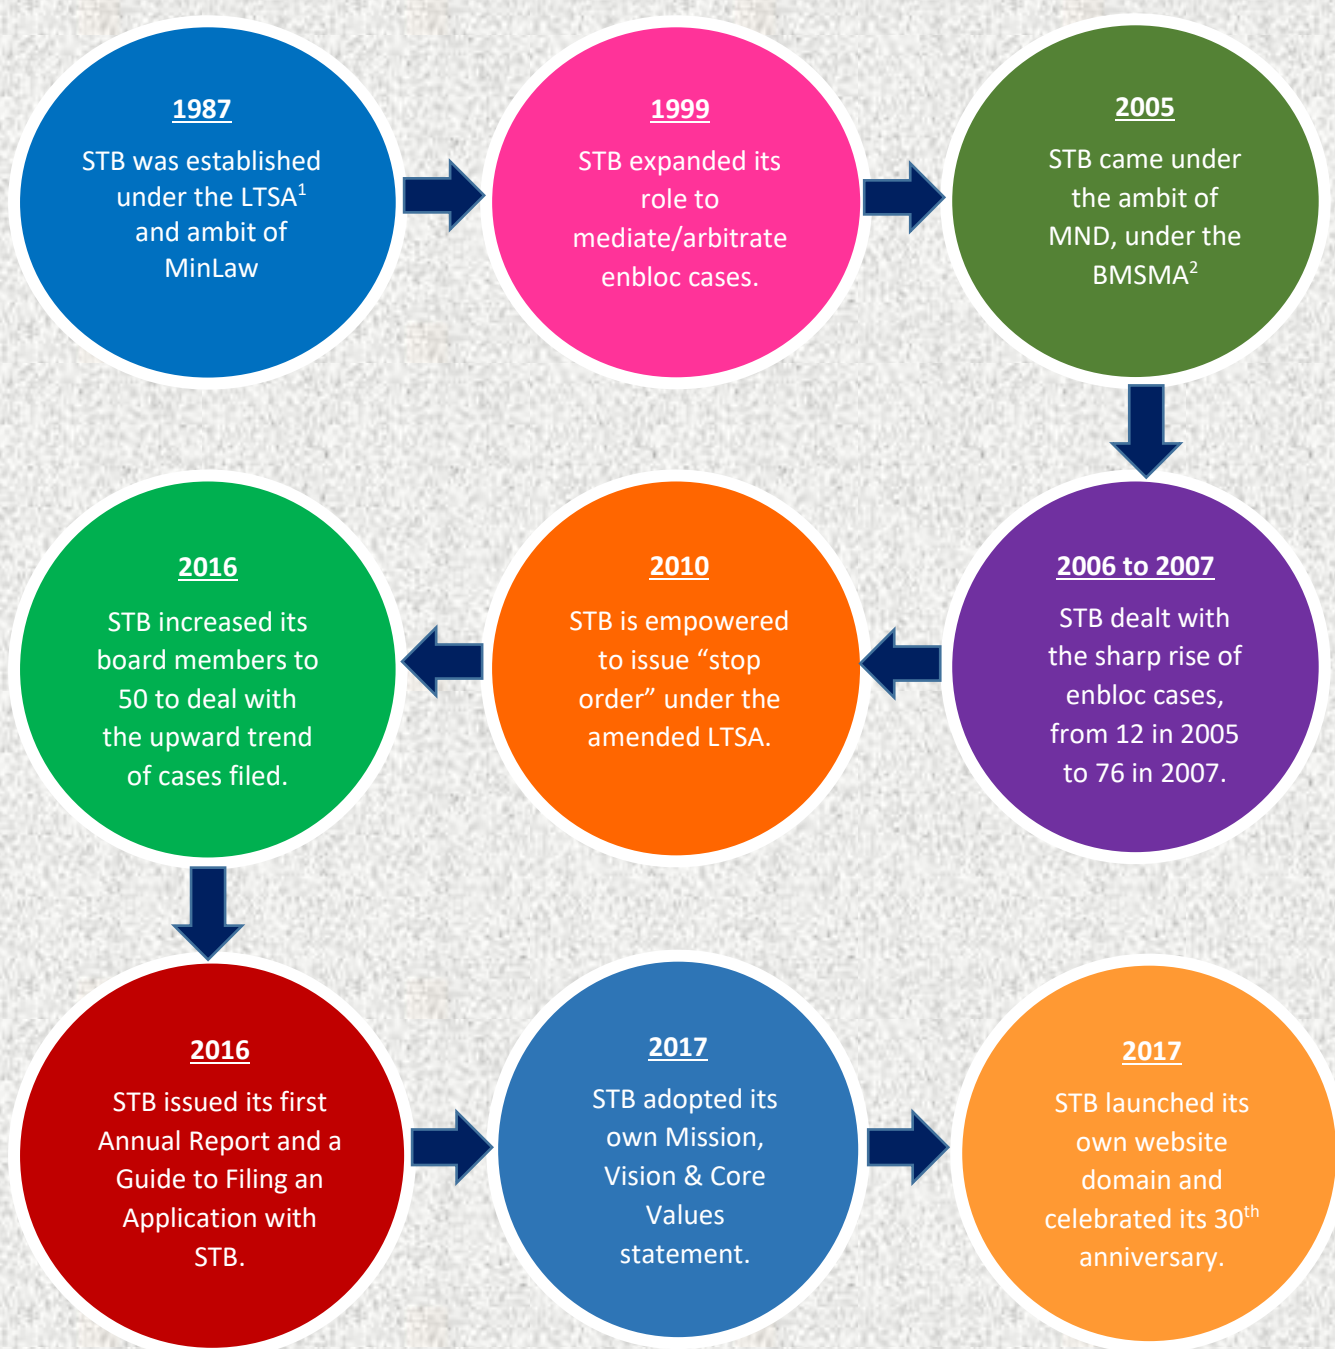 1987
STB was established
under the LTSA¹
and ambit of
MinLaw
1999
STB expanded its
role to
mediate/arbitrate
enbloc cases.
2005
STB came under
the ambit of
MND, under the
BMSMA²
2006 to 2007
STB dealt with
the sharp rise of
enbloc cases,
from 12 in 2005
to 76 in 2007.
2010
STB is empowered
to issue “stop
order” under the
amended LTSA.
2016
STB increased its
board members to
50 to deal with
the upward trend
of cases filed.
2016
STB issued its first
Annual Report and a
Guide to Filing an
Application with
STB.
2017
STB adopted its
own Mission,
Vision & Core
Values
statement.
2017
STB launched its
own website
domain and
celebrated its 30th
anniversary.